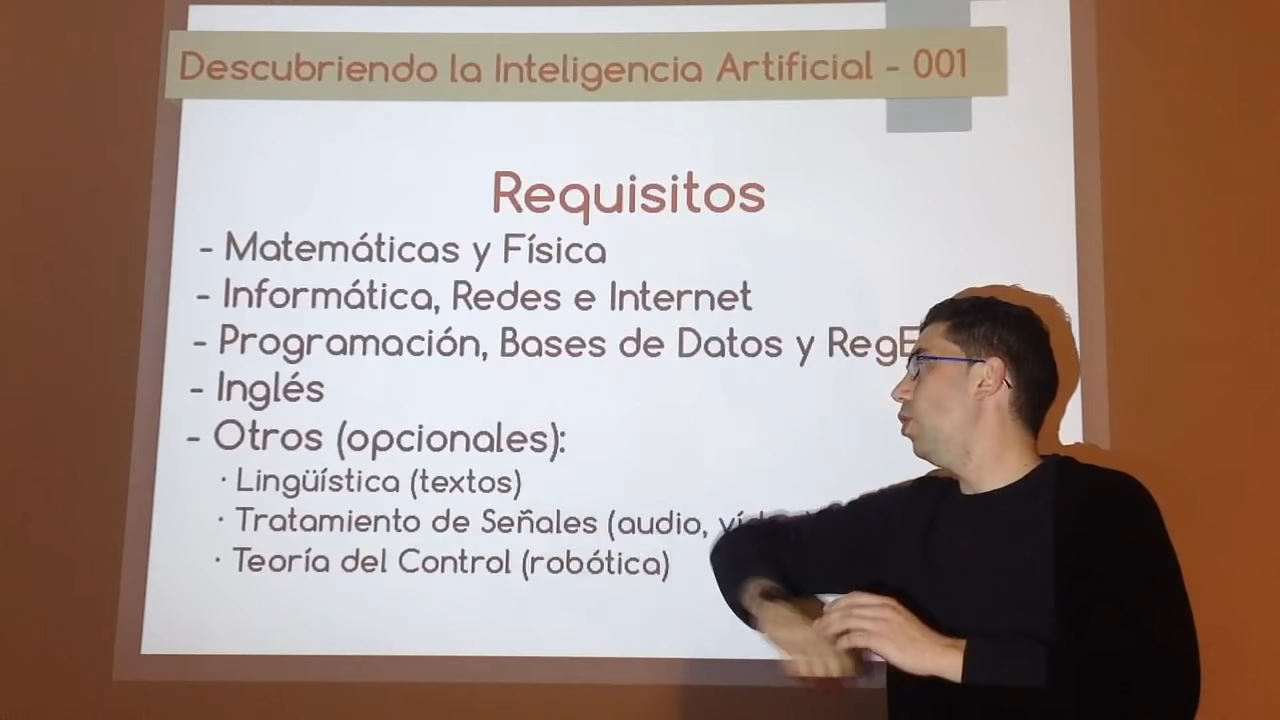 Descubriendo la Inteligencia Artificial - 001
Requisitos
- Matemáticas y Física
- Informática, Redes e Internet
- Programación, Bases de Datos y
- Inglés
- Otros (opcionales):
· Lingüística (textos)
· Tratamiento de Señales (audio,
· Teoría del Control (robótica)